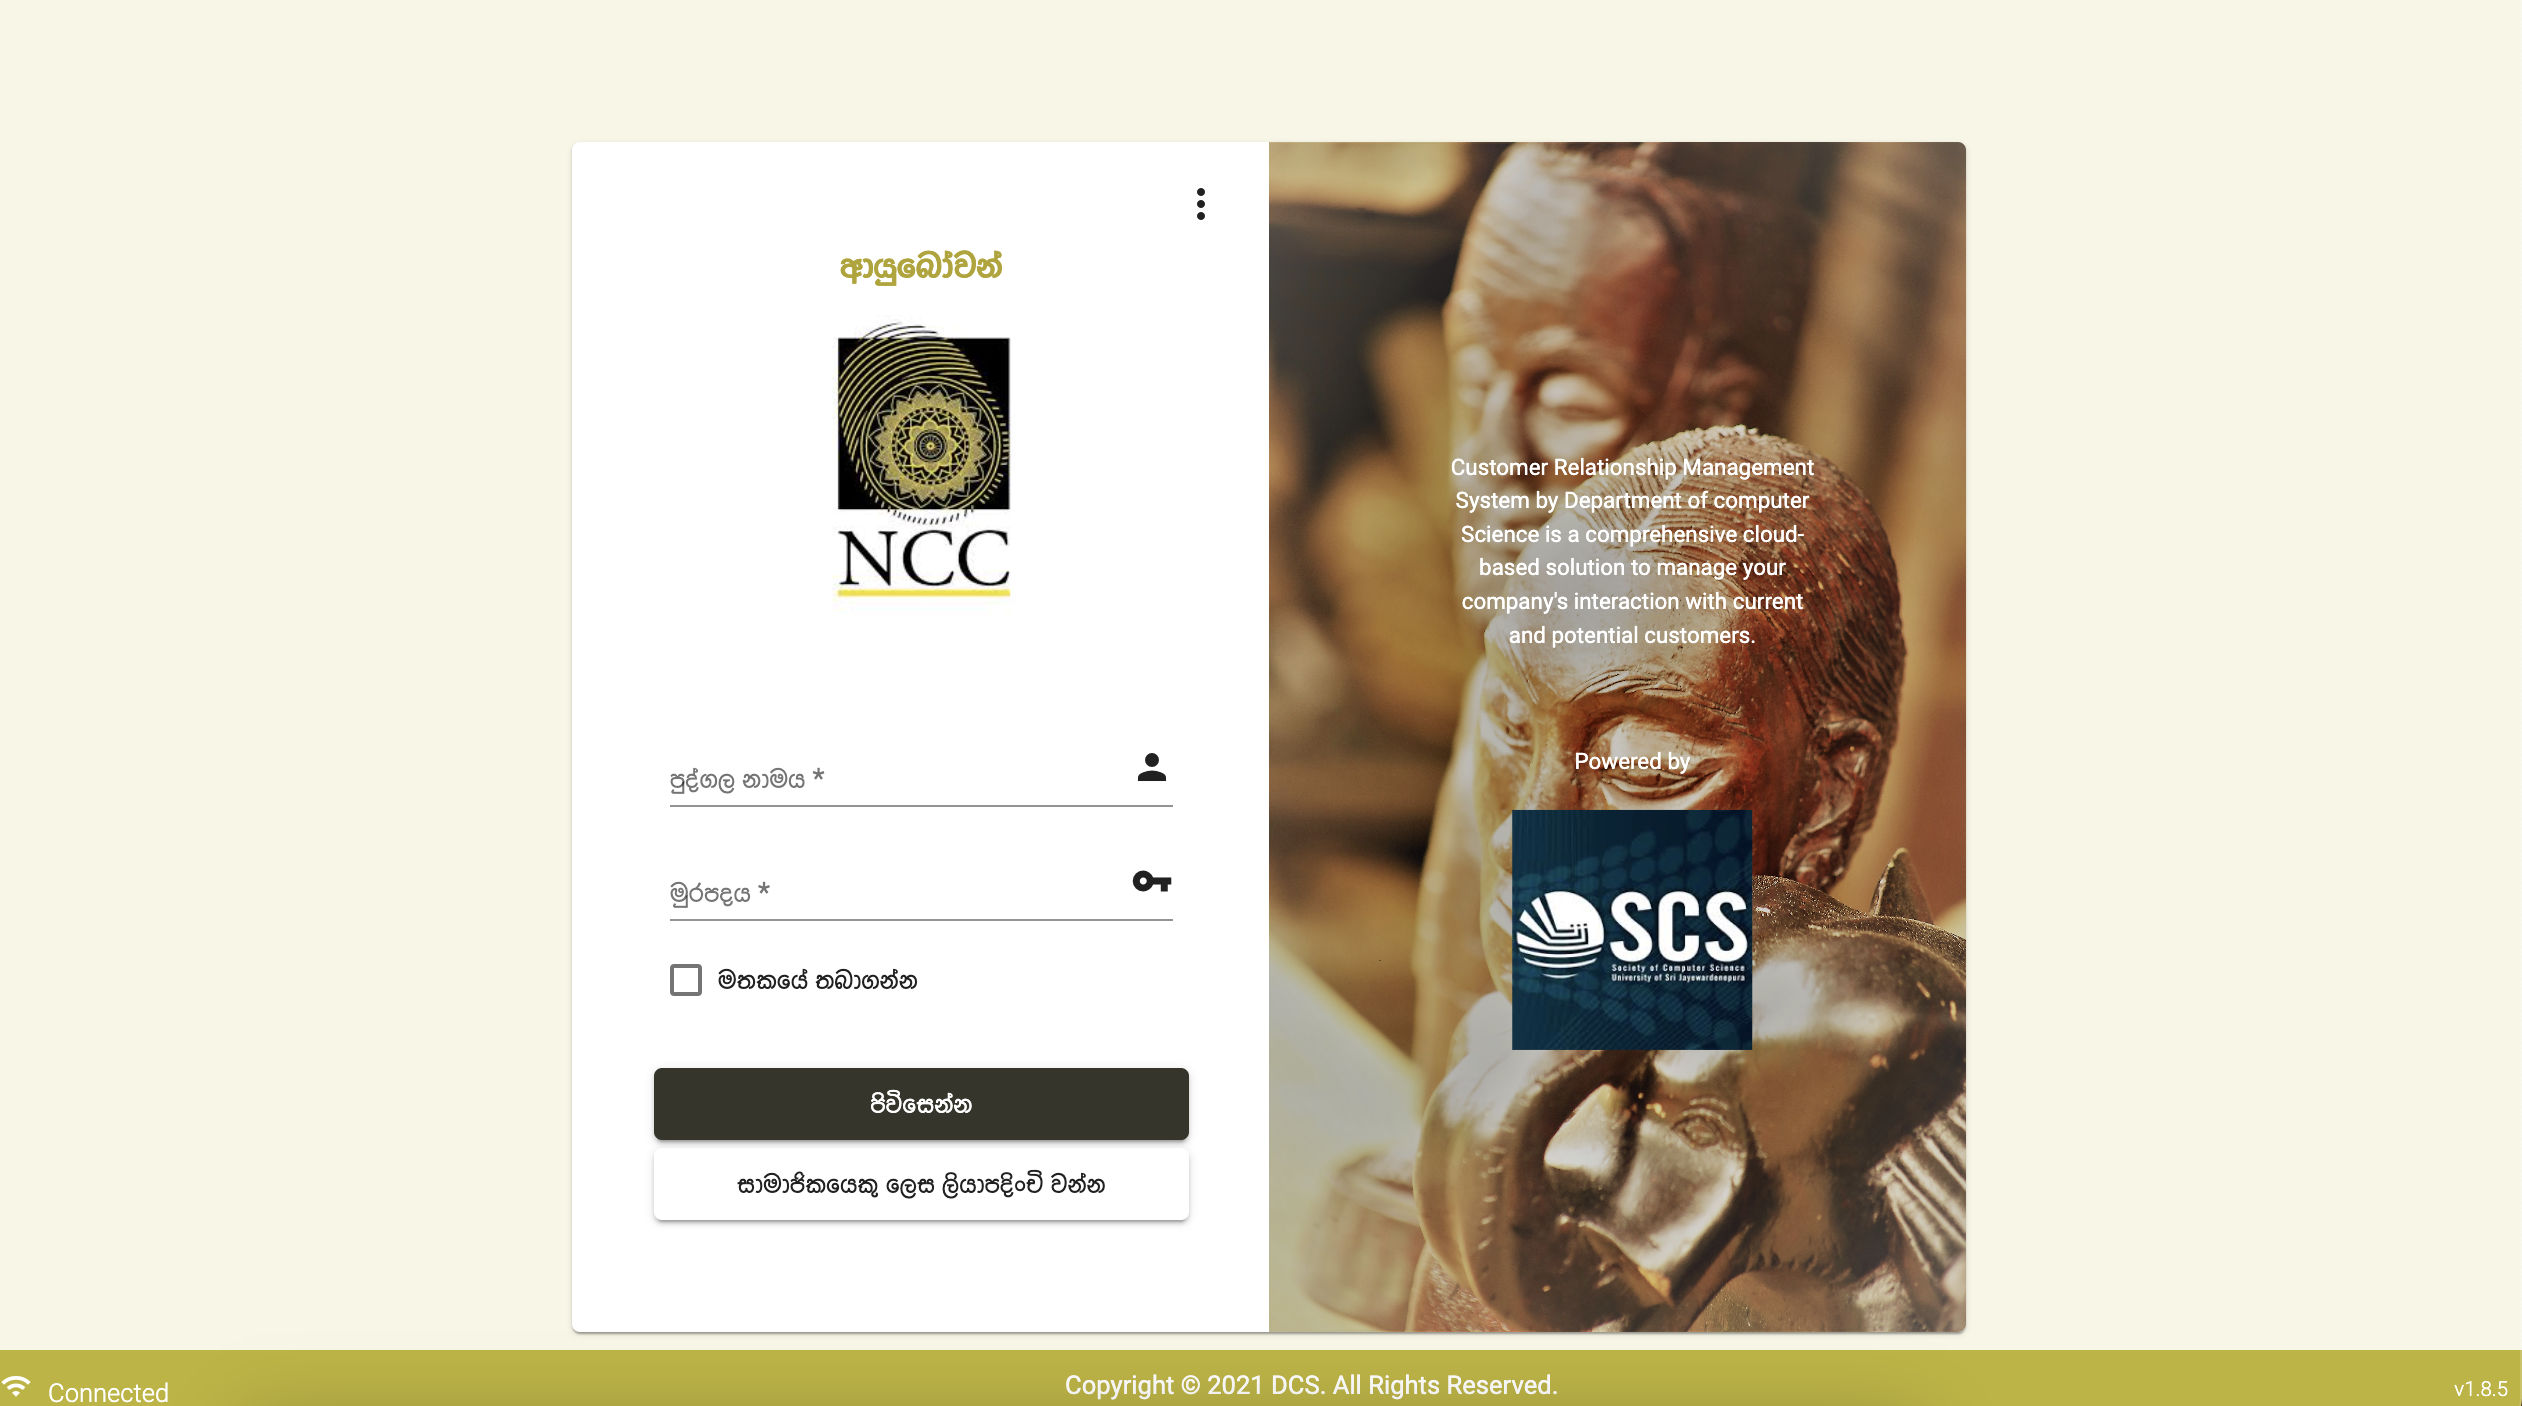 ආයුබෝවන්
NCC
පුද්ගල නාමය *
මුරපදය *
මතකයේ තබාගන්න
පිවිසෙන්න
සාමාජිකයෙකු ලෙස ලියාපදිංචි වන්න
Customer Relationship Management
System by Department of computer
Science is a comprehensive cloud-
based solution to manage your
company's interaction with current
and potential customers.
Powered by
SCS
Society of Computer Science
University of Sri Jayewardenepura
Connected
Copyright © 2021 DCS. All Rights Reserved.
v1.8.5